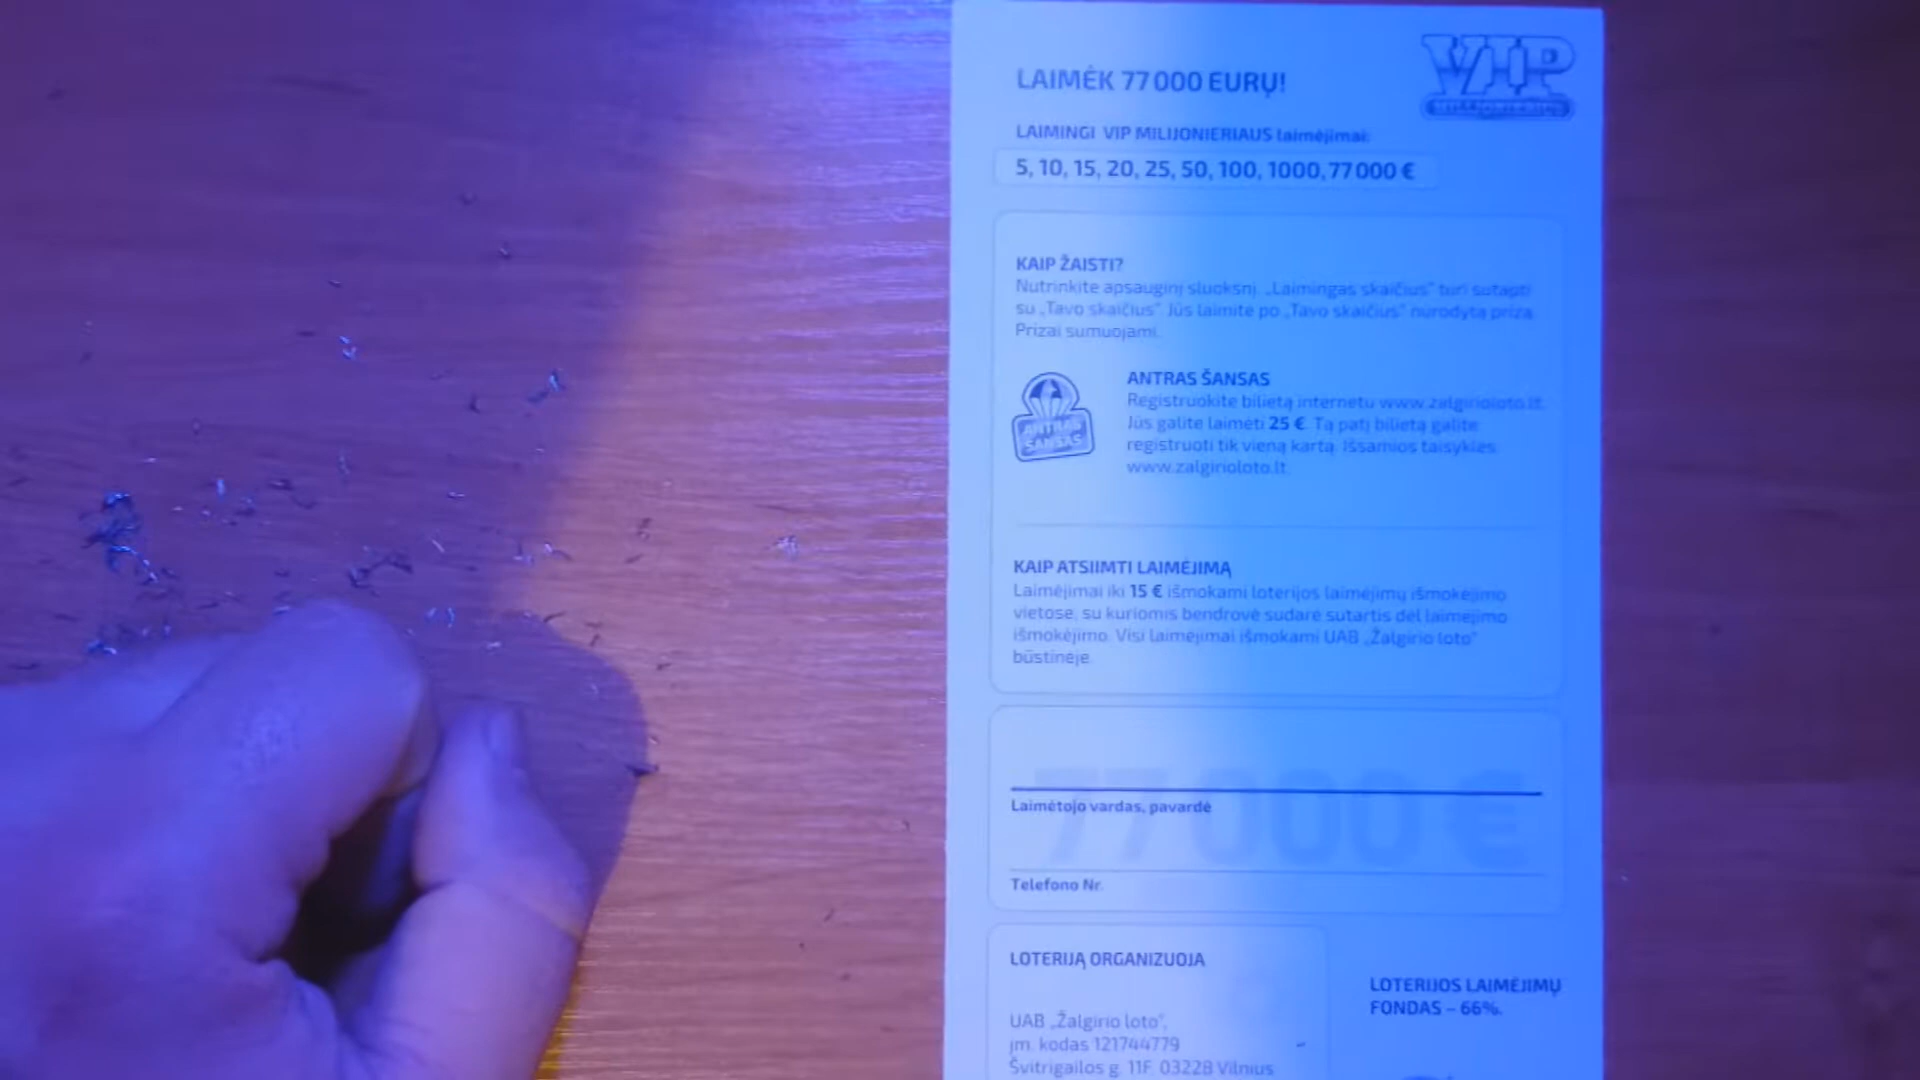 LAIMĖK 77 000 EURŲ!
VIP
LAIMINGI VIP MILIJONIERIAUS laimėjimai:
5, 10, 15, 20, 25, 50, 100, 1000, 77 000 €
KAIP ŽAISTI?
Nutrinkite apsauginį sluoksnį. „Laimingas skaičius" turi sutapti
su „Tavo skaičius". Jūs laimite po „Tavo skaičius" nurodytą prizą.
Prizai sumuojami.
ANTRAS ŠANSAS
Registruokite bilietą internetu www.zalgirioloto.lt.
Jūs galite laimėti 25 €. Tą patį bilietą galite
registruoti tik vieną kartą. Išsamios taisyklės
www.zalgirioloto.lt.
ANTRAS
ŠANSAS
KAIP ATSIIMTI LAIMĖJIMĄ
Laimėjimai iki 15 € išmokami loterijos laimėjimų išmokėjimo
vietose, su kuriomis bendrovė sudarė sutartis dėl laimėjimo
išmokėjimo. Visi laimėjimai išmokami UAB „Žalgirio loto"
būstinėje.
77000 €
Laimėtojo vardas, pavardė
Telefono Nr.
LOTERIJĄ ORGANIZUOJA
UAB „Žalgirio loto",
įm. kodas 121744779
Švitrigailos g. 11F, 03228 Vilnius
LOTERIJOS LAIMĖJIMŲ
FONDAS – 66%.